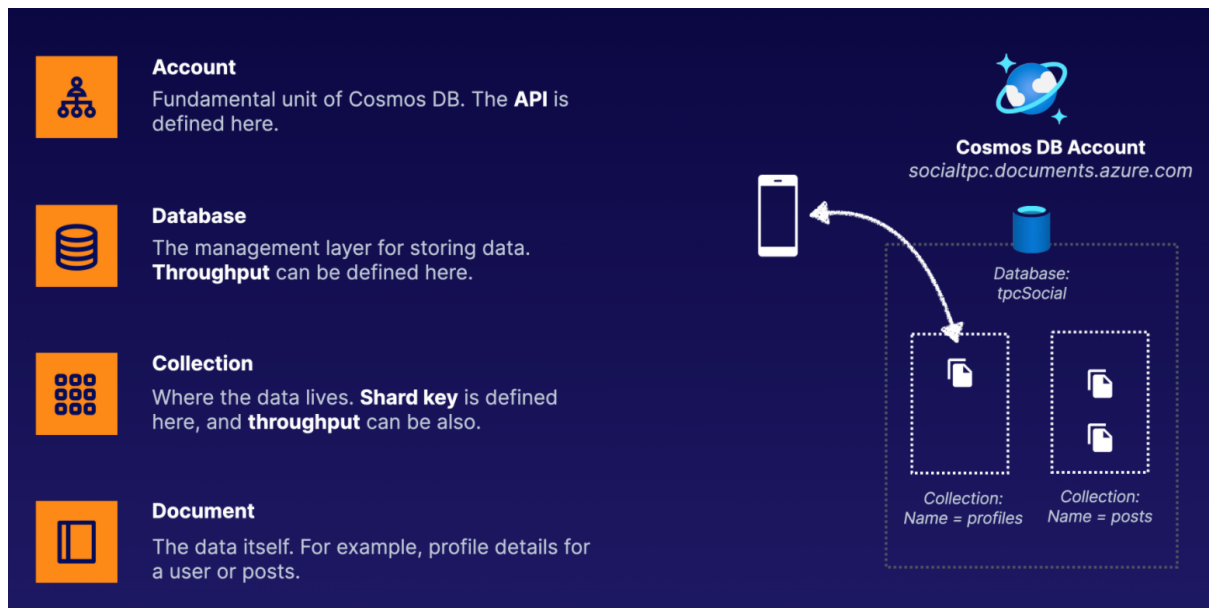 Account
Fundamental unit of Cosmos DB. The API is
defined here.
Database
The management layer for storing data.
Throughput can be defined here.
Collection
Where the data lives. Shard key is defined
here, and throughput can be also.
Document
The data itself. For example, profile details for
a user or posts.
Cosmos DB Account
socialtpc.documents.azure.com
Database:
tpcSocial
Collection:
Name = profiles
Collection:
Name = posts